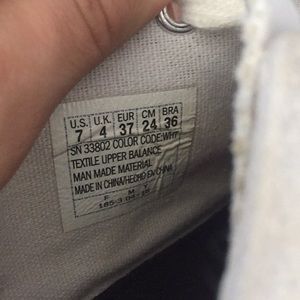 U.S. U.K. EUR CM BRA
7 4 37 24 36
SN 33802 COLOR CODE:WHT
TEXTILE UPPER BALANCE
MAN MADE MATERIAL
MADE IN CHINA/HECHO EN CHINA
F M Y